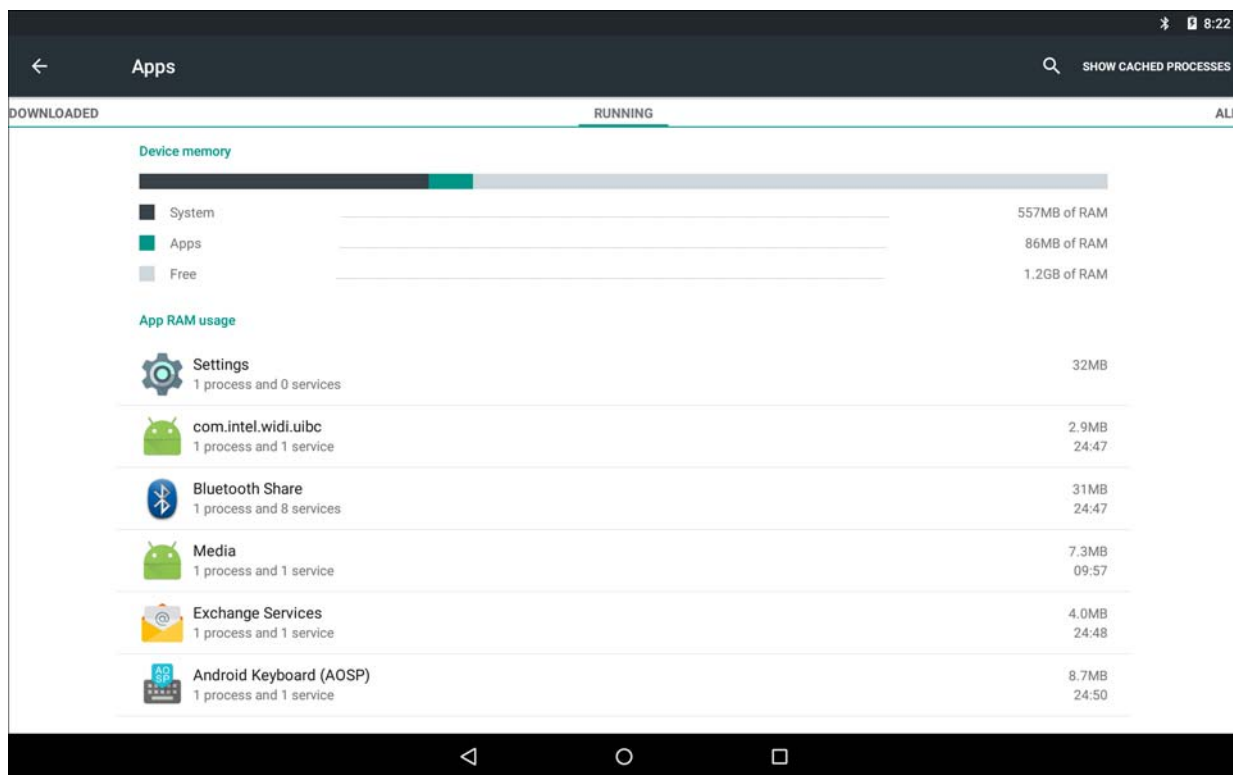 8:22
Apps
SHOW CACHED PROCESSES
DOWNLOADED
RUNNING
Device memory
System 557MB of RAM
Apps 86MB of RAM
Free 1.2GB of RAM
App RAM usage
Settings 32MB
1 process and 0 services
com.intel.widi.uibc 2.9MB
1 process and 1 service 24:47
Bluetooth Share 31MB
1 process and 8 services 24:47
Media 7.3MB
1 process and 1 service 09:57
@
Exchange Services 4.0MB
1 process and 1 service 24:48
AO
SP
Android Keyboard (AOSP) 8.7MB
1 process and 1 service 24:50